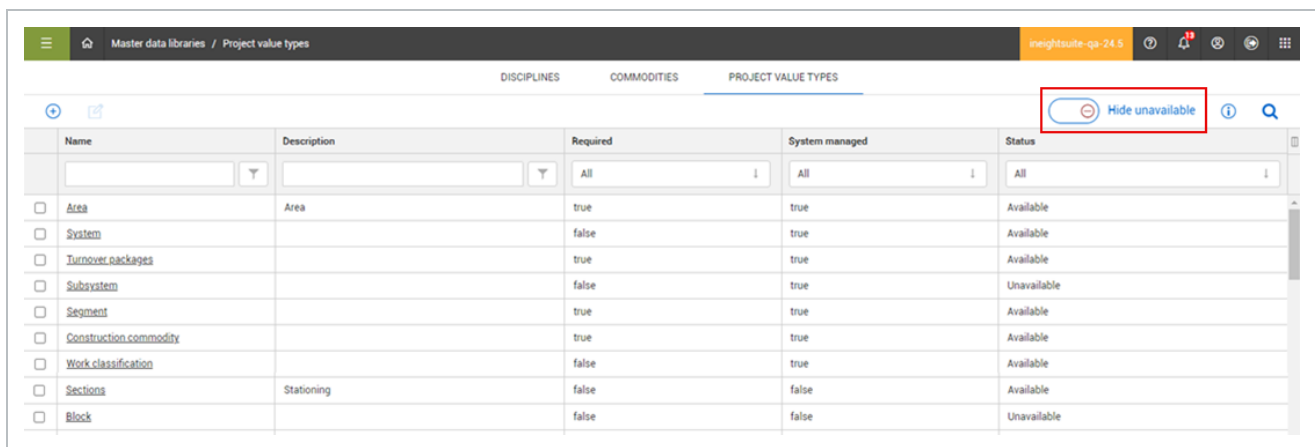 Master data libraries / Project value types ineightsuite-qa-24.5 13
DISCIPLINES COMMODITIES PROJECT VALUE TYPES
Hide unavailable
Name Description Required System managed Status
All All All
Area Area true true Available
System false true Available
Turnover packages true true Available
Subsystem false true Unavailable
Segment true true Available
Construction commodity true true Available
Work classification false true Available
Sections Stationing false false Available
Block false false Unavailable